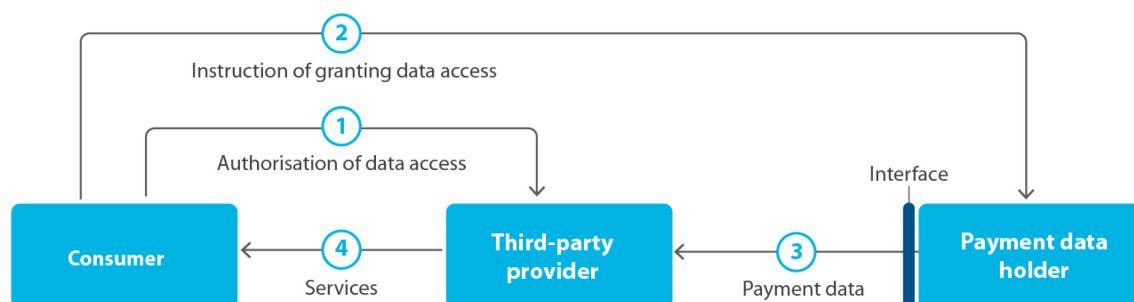 2
Instruction of granting data access
1
Authorisation of data access
Interface
Consumer
4
Services
Third-party
provider
3
Payment data
Payment data
holder